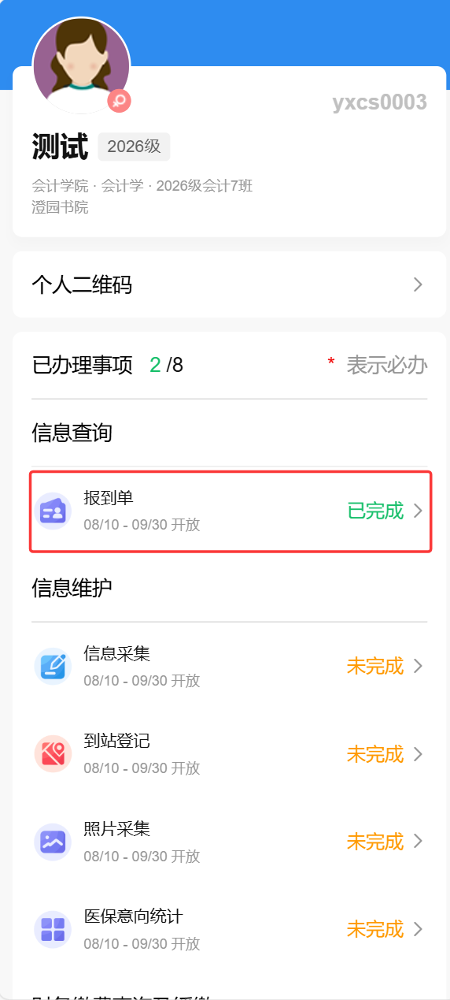 yxcs0003
测试 2026级
会计学院 · 会计学 · 2026级会计7班
澄园书院
个人二维码
已办理事项 2 /8 * 表示必办
信息查询
报到单
已完成
08/10 - 09/30 开放
信息维护
信息采集
未完成
08/10 - 09/30 开放
到站登记
未完成
08/10 - 09/30 开放
照片采集
未完成
08/10 - 09/30 开放
医保意向统计
未完成
08/10 - 09/30 开放